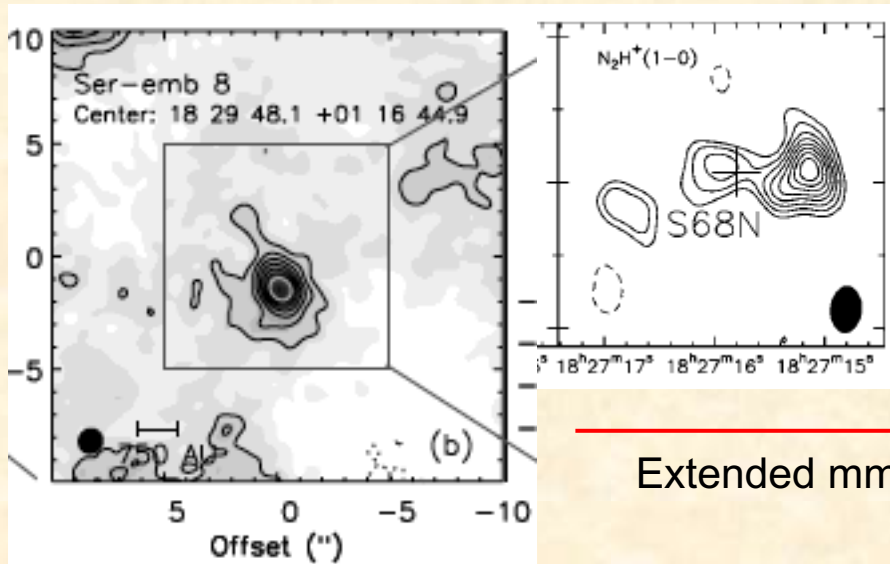 10
5
0
-5
Ser-emb 8
Center: 18 29 48.1 +01 16 44.9
750 AU
(b)
5 0 -5 -10
Offset (")
N₂H⁺(1-0)
S68N
18ʰ27ᵐ17ˢ 18ʰ27ᵐ16ˢ 18ʰ27ᵐ15ˢ
Extended mm